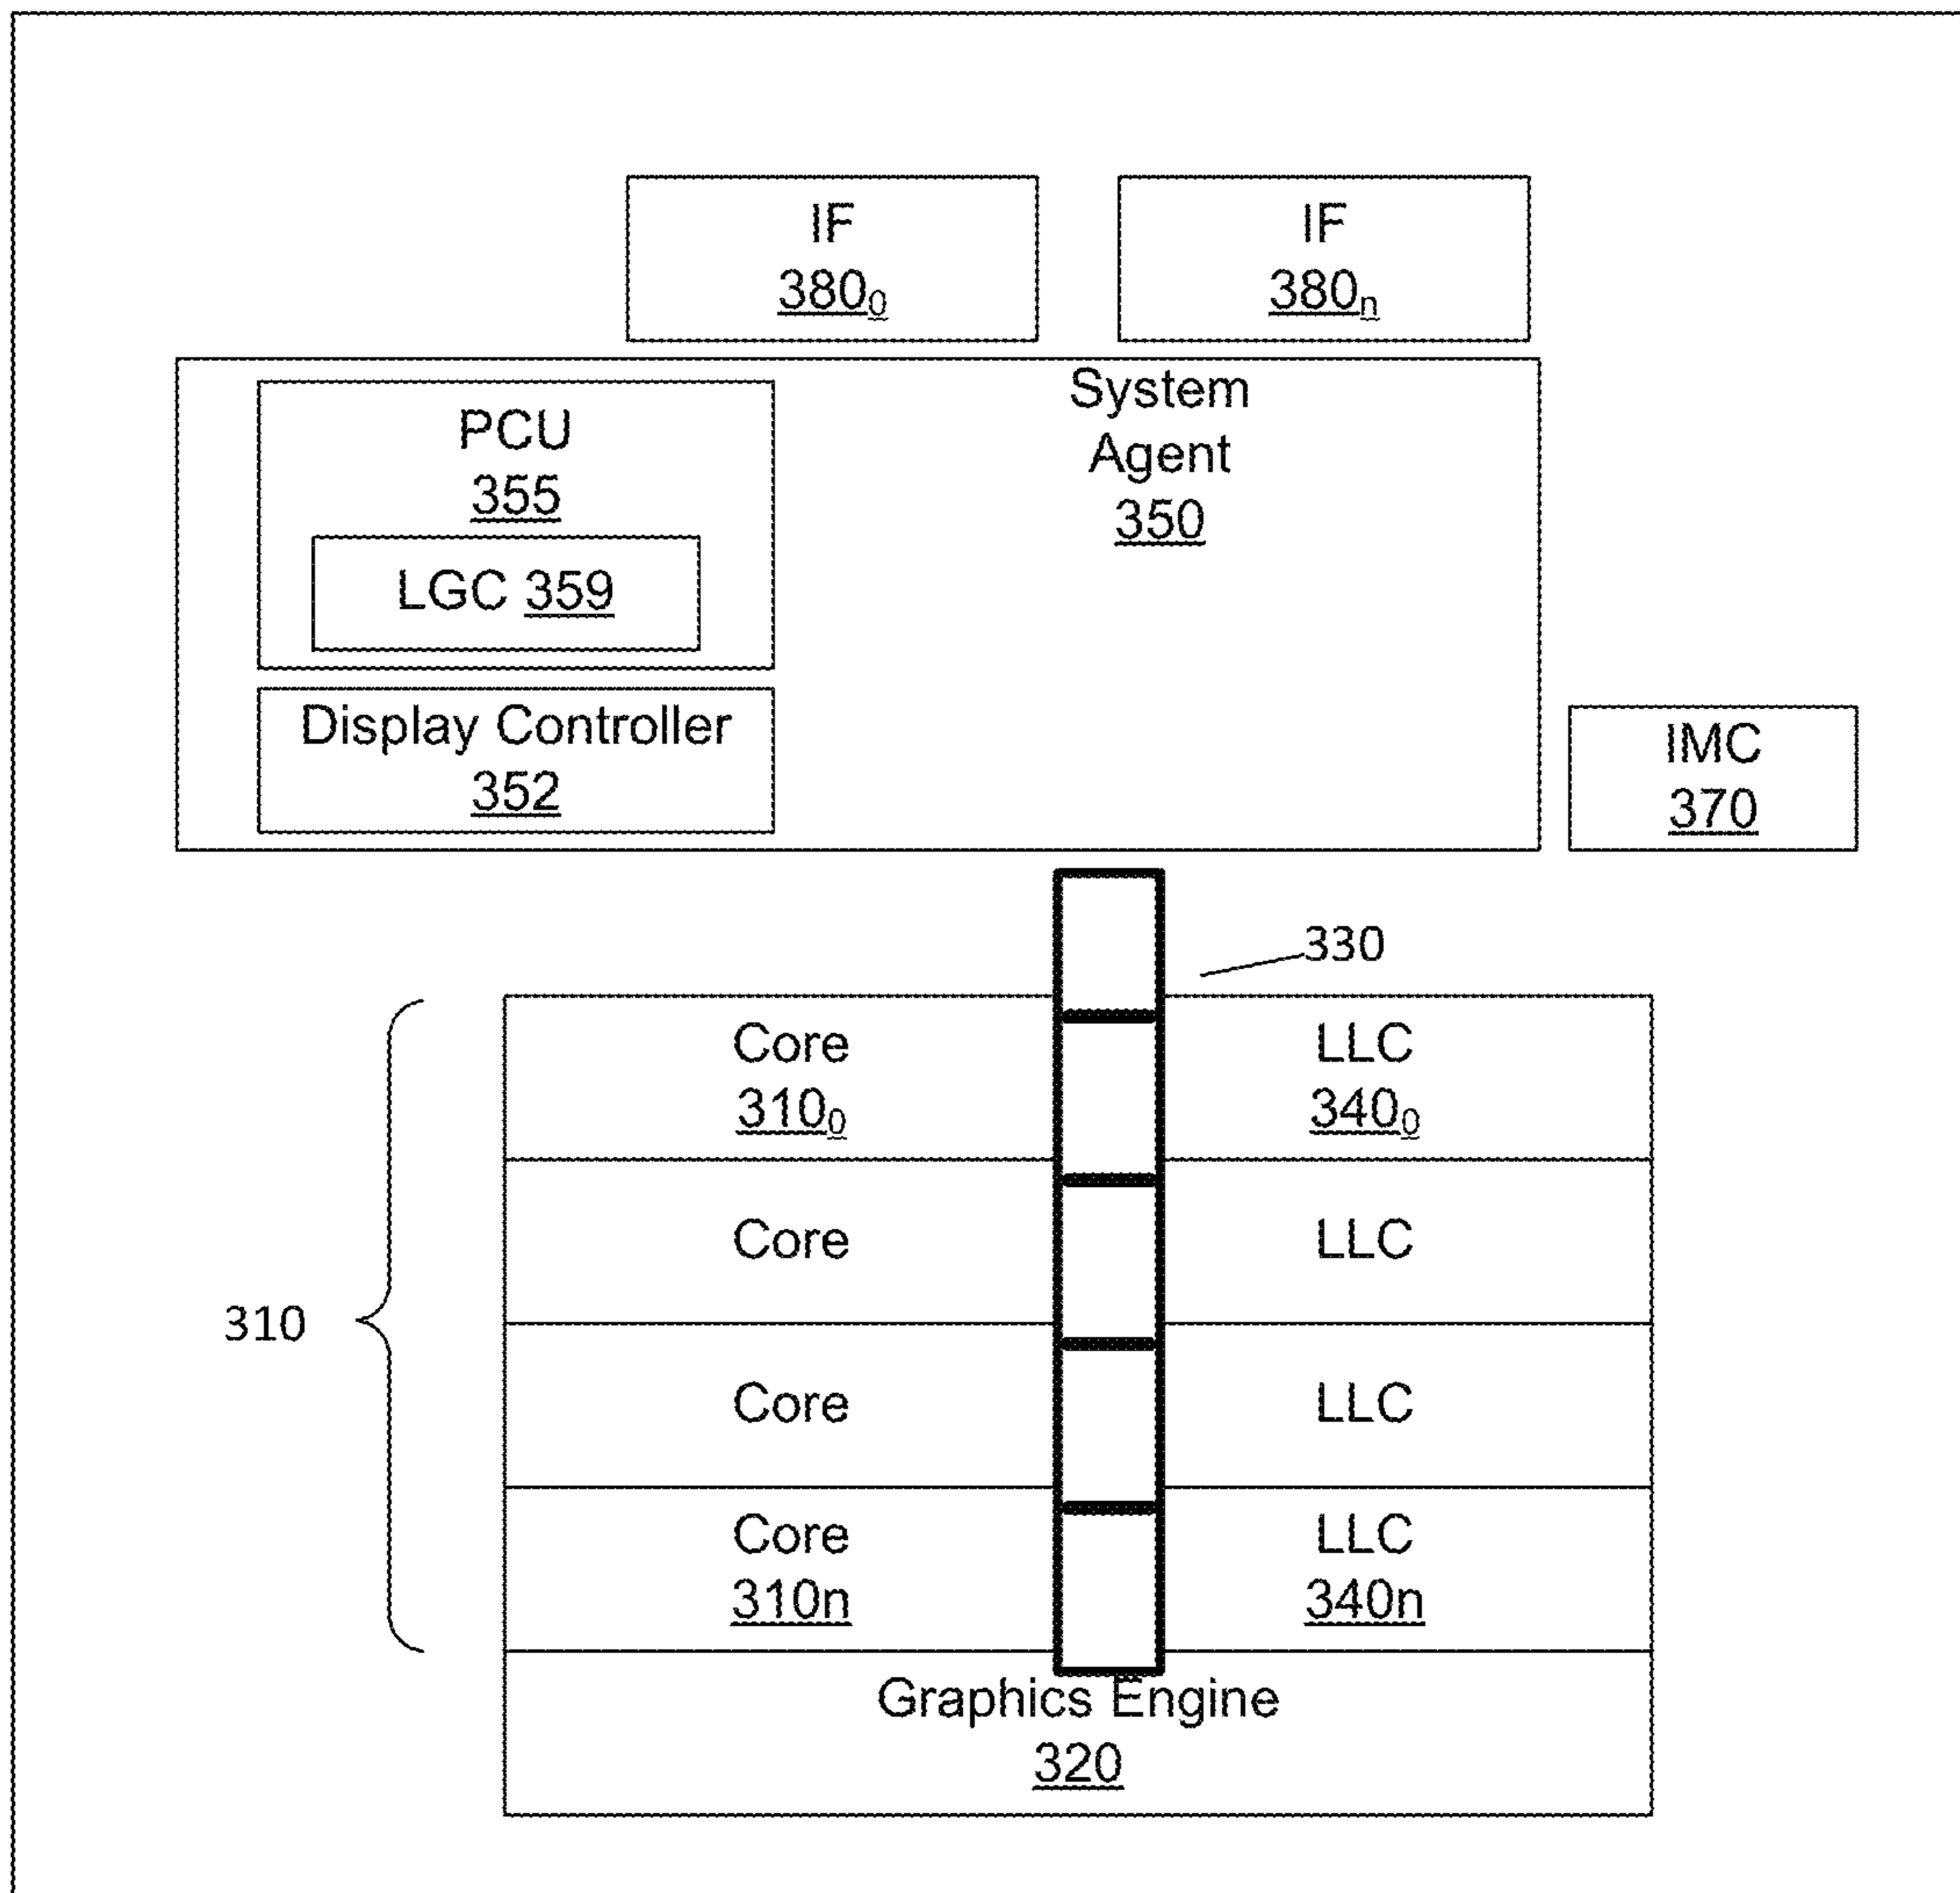 IF
380₀
IF
380ₙ
System
Agent
350
PCU
355
LGC 359
Display Controller
352
IMC
370
330
310
Core
310₀
LLC
340₀
Core
LLC
Core
LLC
Core
310n
LLC
340n
Graphics Engine
320